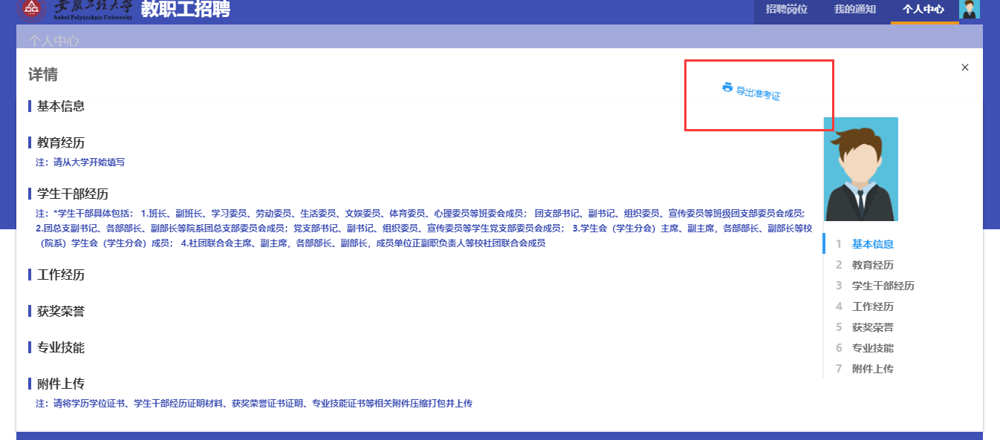 安徽工程大学
Anhui Polytechnic University
教职工招聘
招聘岗位
我的通知
个人中心
个人中心
详情
×
导出准考证
基本信息
教育经历
注：请从大学开始填写
学生干部经历
注：*学生干部具体包括： 1.班长、副班长、学习委员、劳动委员、生活委员、文娱委员、体育委员、心理委员等班委会成员； 团支部书记、副书记、组织委员、宣传委员等班级团支部委员会成员；
2.团总支副书记、各部部长、副部长等院系团总支部委员会成员；党支部书记、副书记、组织委员、宣传委员等学生党支部委员会成员； 3.学生会（学生分会）主席、副主席，各部部长、副部长等校
（院系）学生会（学生分会）成员； 4.社团联合会主席、副主席，各部部长、副部长，成员单位正副职负责人等校社团联合会成员
工作经历
获奖荣誉
专业技能
附件上传
注：请将学历学位证书、学生干部经历证明材料、获奖荣誉证书证明、专业技能证书等相关附件压缩打包并上传
1 基本信息
2 教育经历
3 学生干部经历
4 工作经历
5 获奖荣誉
6 专业技能
7 附件上传